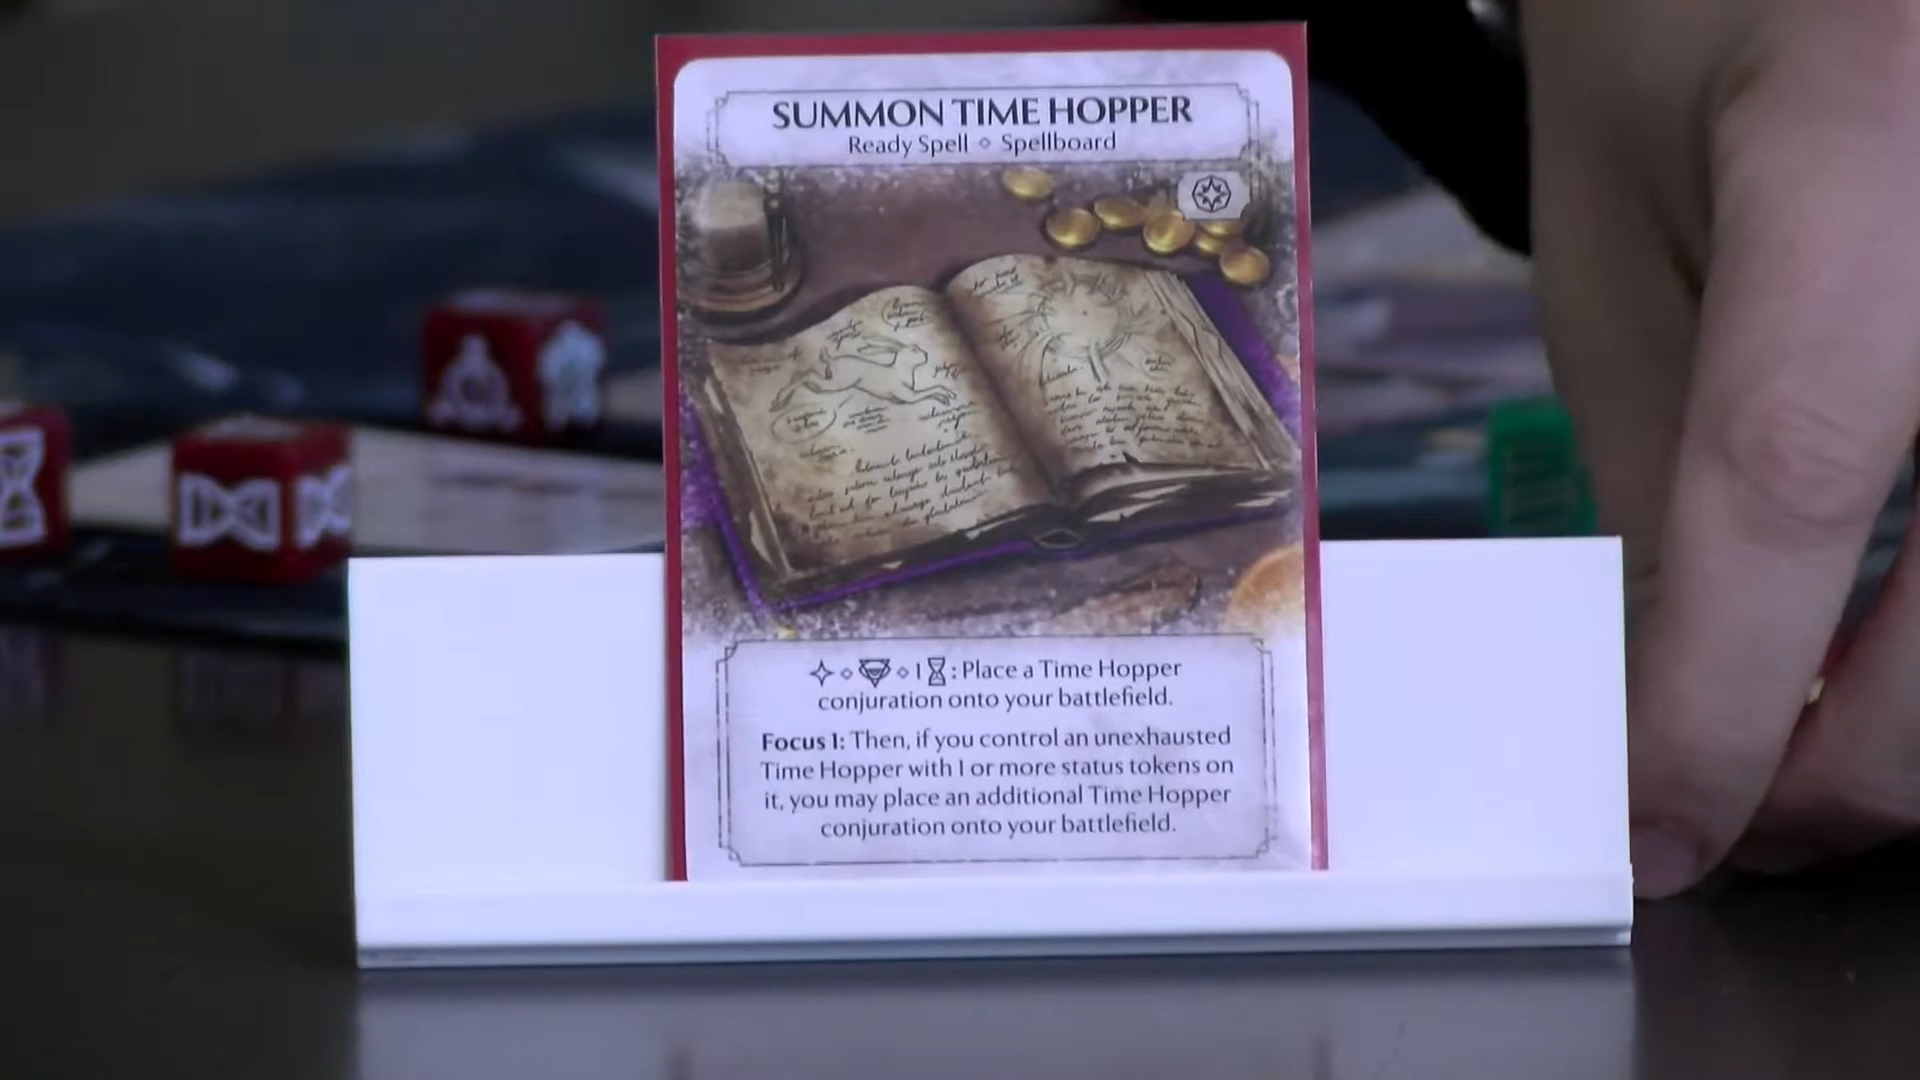 SUMMON TIME HOPPER
Ready Spell ⋄ Spellboard
⋄ ⋄ 1 : Place a Time Hopper
conjuration onto your battlefield.
Focus 1: Then, if you control an unexhausted
Time Hopper with 1 or more status tokens on
it, you may place an additional Time Hopper
conjuration onto your battlefield.